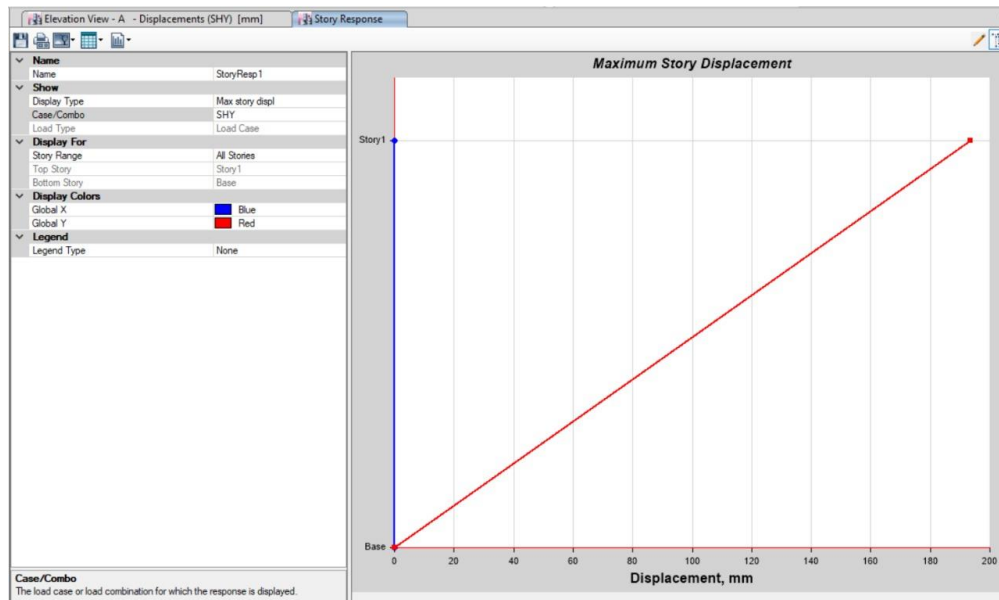 Elevation View - A - Displacements (SHY) [mm]
Story Response
Name
Name StoryResp1
Show
Display Type Max story displ
Case/Combo SHY
Load Type Load Case
Display For
Story Range All Stories
Top Story Story1
Bottom Story Base
Display Colors
Global X Blue
Global Y Red
Legend
Legend Type None
Case/Combo
The load case or load combination for which the response is displayed.
Maximum Story Displacement
Story1
Base
0 20 40 60 80 100 120 140 160 180 200
Displacement, mm